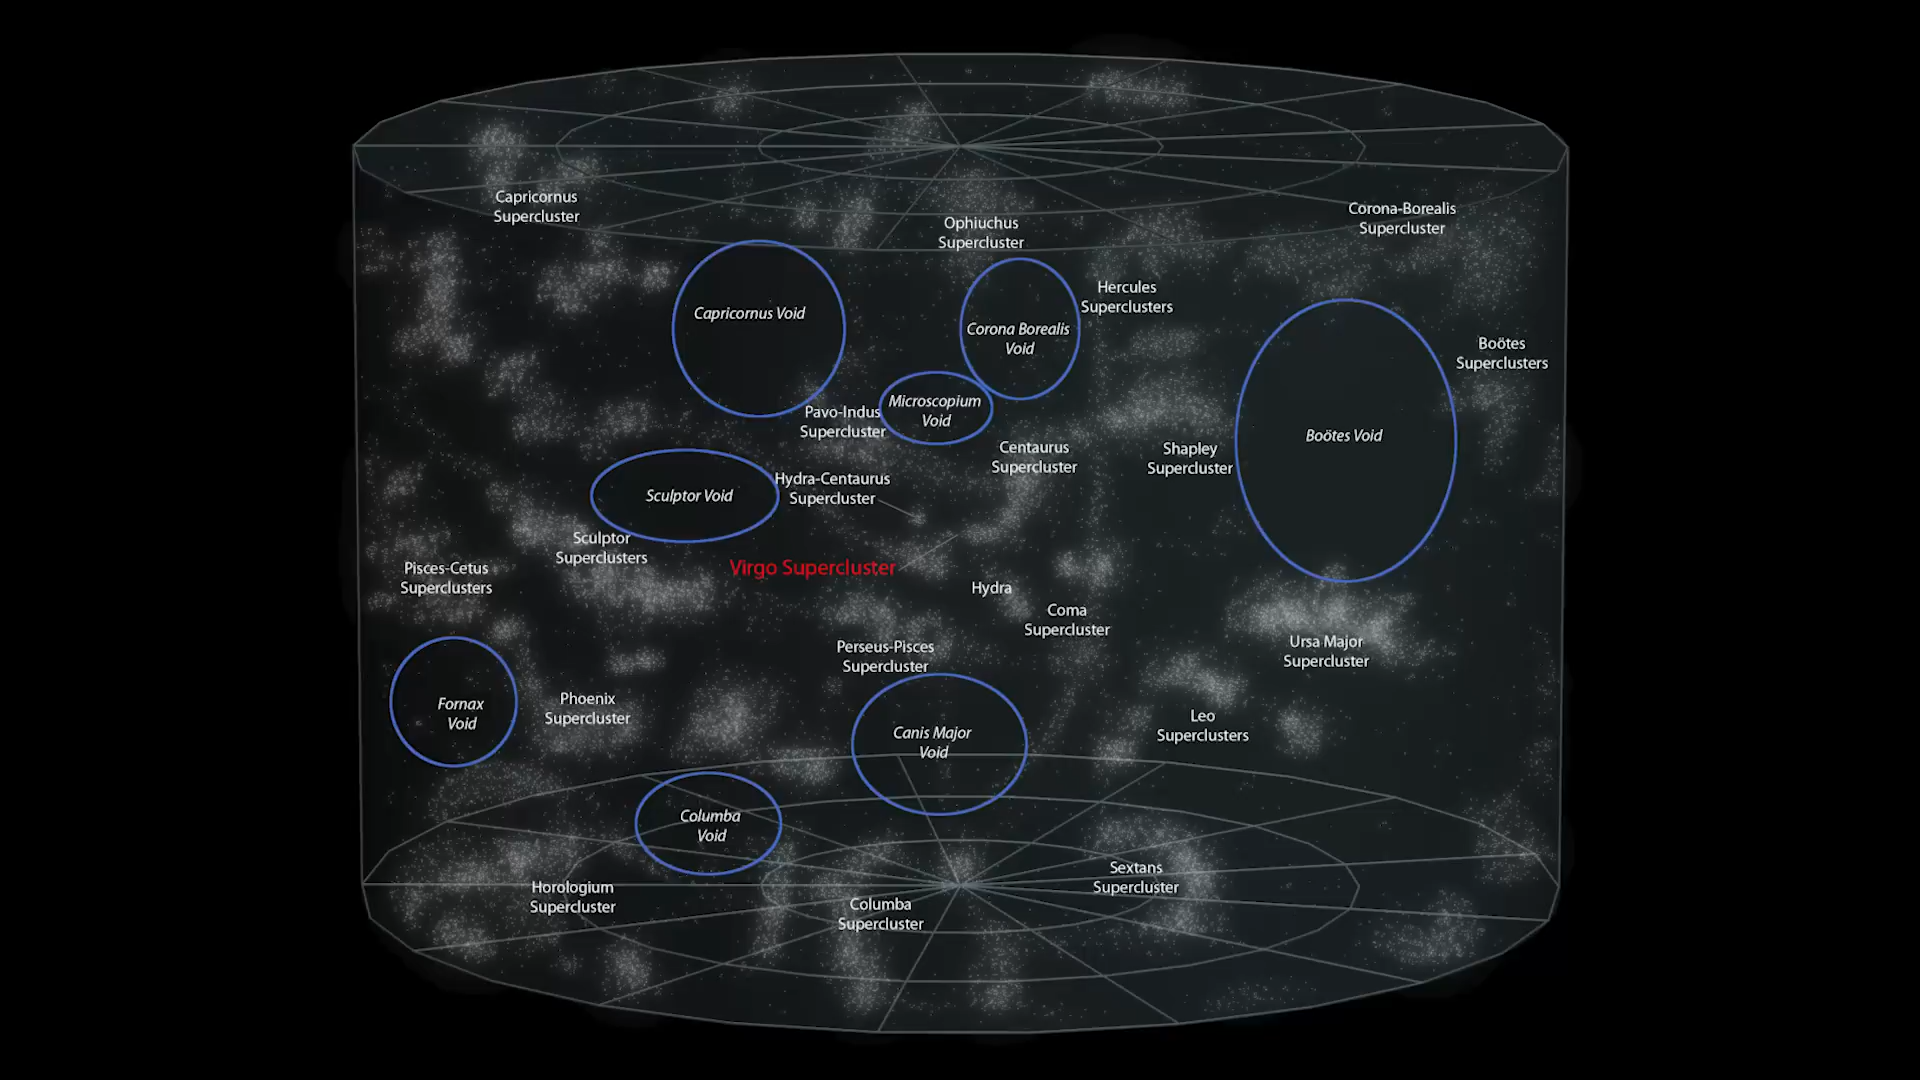 Capricornus
Supercluster
Ophiuchus
Supercluster
Corona-Borealis
Supercluster
Capricornus Void
Corona Borealis
Void
Hercules
Superclusters
Boötes
Superclusters
Microscopium
Void
Pavo-Indus
Supercluster
Boötes Void
Centaurus
Supercluster
Shapley
Supercluster
Sculptor Void
Hydra-Centaurus
Supercluster
Sculptor
Superclusters
Virgo Supercluster
Pisces-Cetus
Superclusters
Hydra
Coma
Supercluster
Perseus-Pisces
Supercluster
Ursa Major
Supercluster
Fornax
Void
Phoenix
Supercluster
Canis Major
Void
Leo
Superclusters
Columba
Void
Horologium
Supercluster
Columba
Supercluster
Sextans
Supercluster